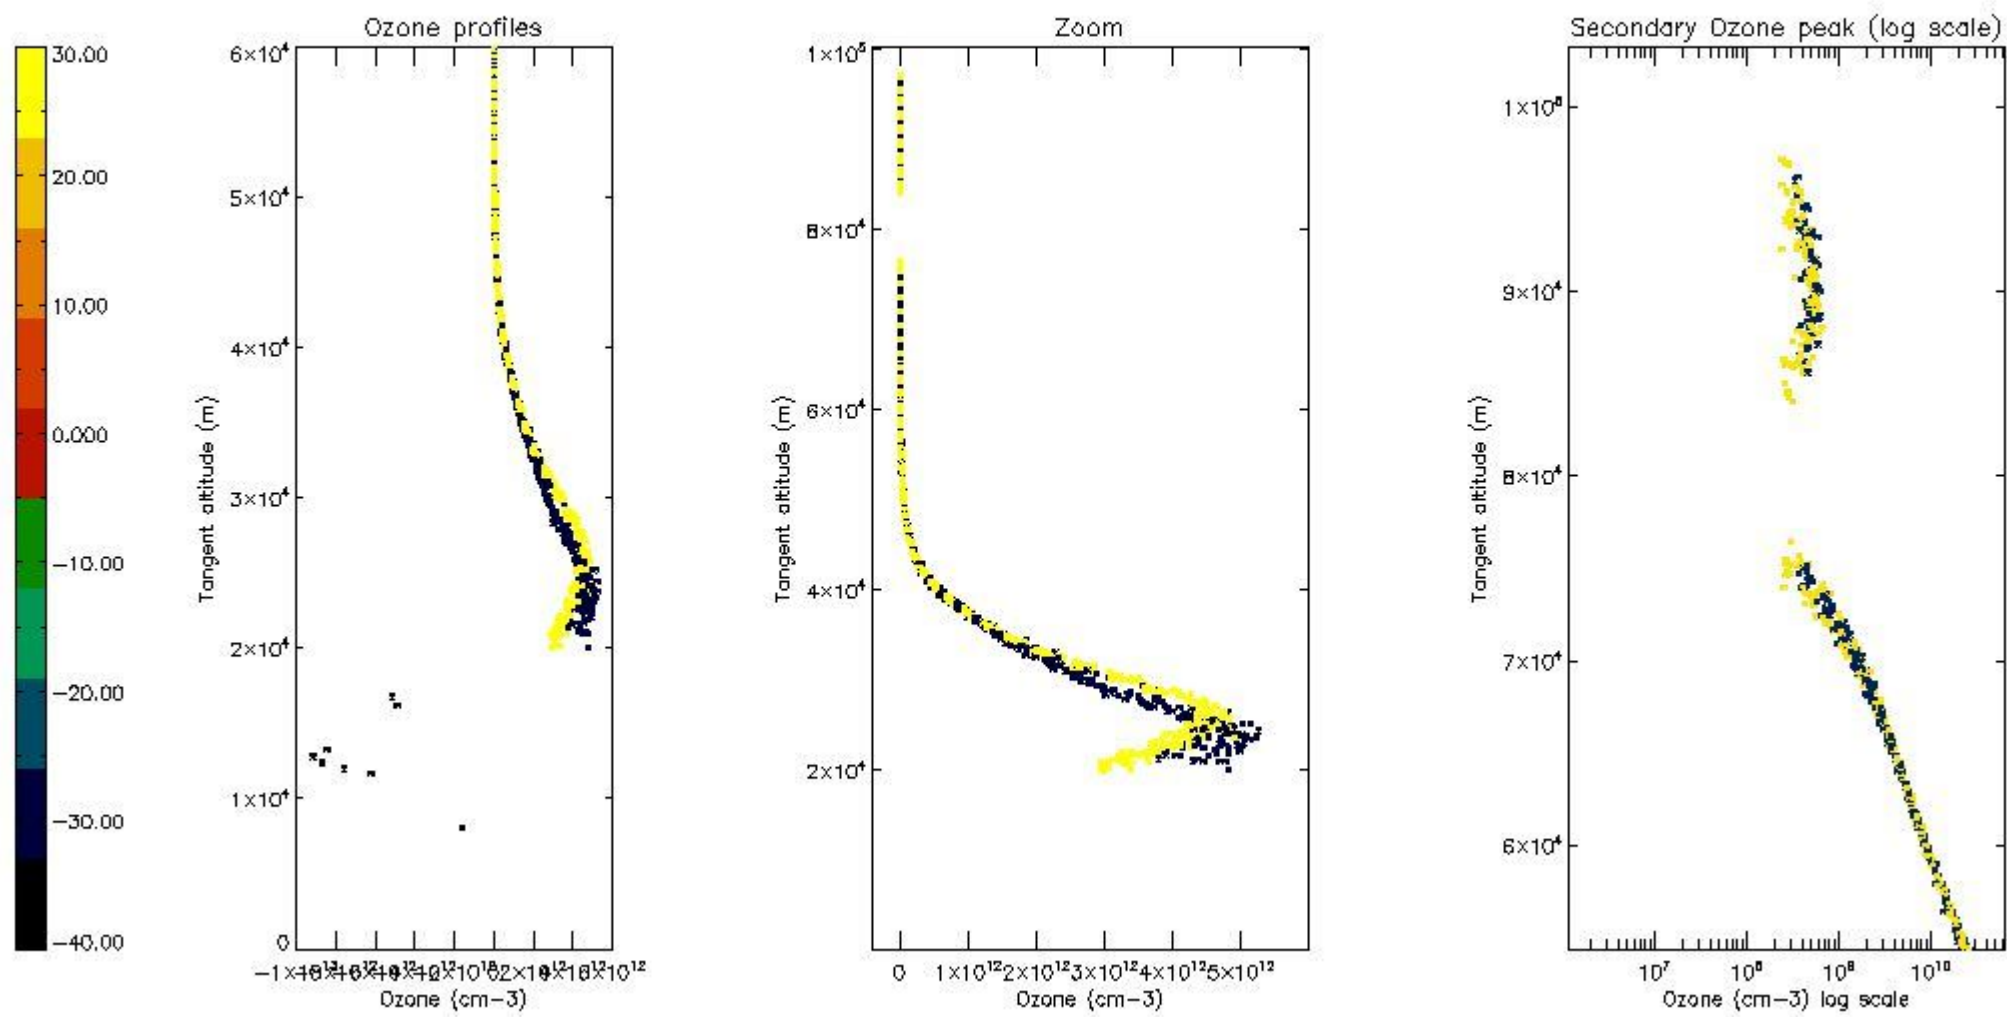 Ozone profiles
Zoom
Secondary Ozone peak (log scale)
30.00
20.00
10.00
0.000
-10.00
-20.00
-30.00
-40.00
6×10⁴
5×10⁴
4×10⁴
3×10⁴
2×10⁴
1×10⁴
0
Tangent altitude (m)
Ozone (cm-3)
1×10⁵
8×10⁴
6×10⁴
4×10⁴
2×10⁴
Tangent altitude (m)
0 1×10¹² 2×10¹² 3×10¹² 4×10¹² 5×10¹²
Ozone (cm-3)
9×10⁴
8×10⁴
7×10⁴
6×10⁴
Tangent altitude (m)
10⁷ 10⁸ 10⁹ 10¹⁰
Ozone (cm-3) log scale